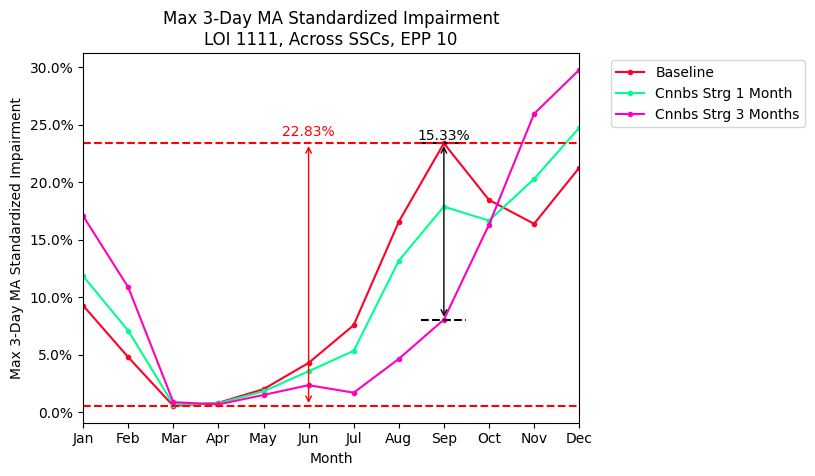 Max 3-Day MA Standardized Impairment
LOI 1111, Across SSCs, EPP 10
Max 3-Day MA Standardized Impairment
30.0%
25.0%
20.0%
15.0%
10.0%
5.0%
0.0%
22.83%
15.33%
Jan Feb Mar Apr May Jun Jul Aug Sep Oct Nov Dec
Month
Baseline
Cnnbs Strg 1 Month
Cnnbs Strg 3 Months